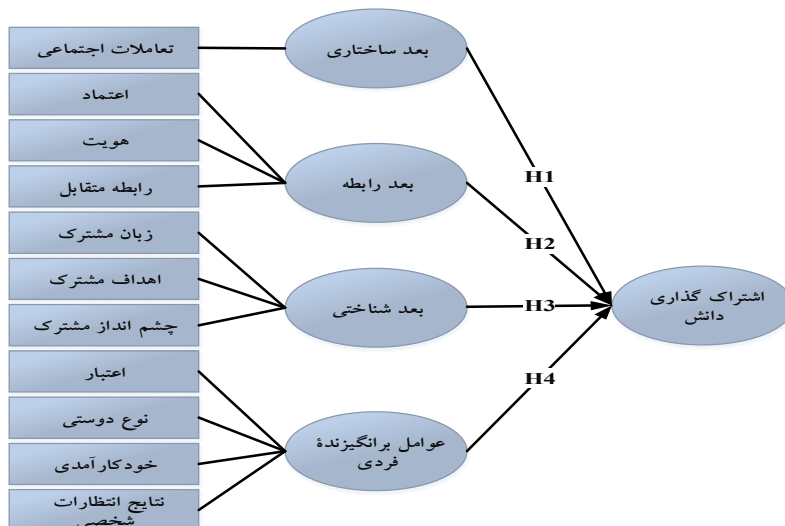 تعاملات اجتماعی
اعتماد
هویت
رابطه متقابل
زبان مشترک
اهداف مشترک
چشم انداز مشترک
اعتبار
نوع دوستی
خودکارآمدی
نتایج انتظارات
شخصی
بعد ساختاری
بعد رابطه
بعد شناختی
عوامل برانگیزندۀ
فردی
H1
H2
H3
H4
اشتراک گذاری
دانش